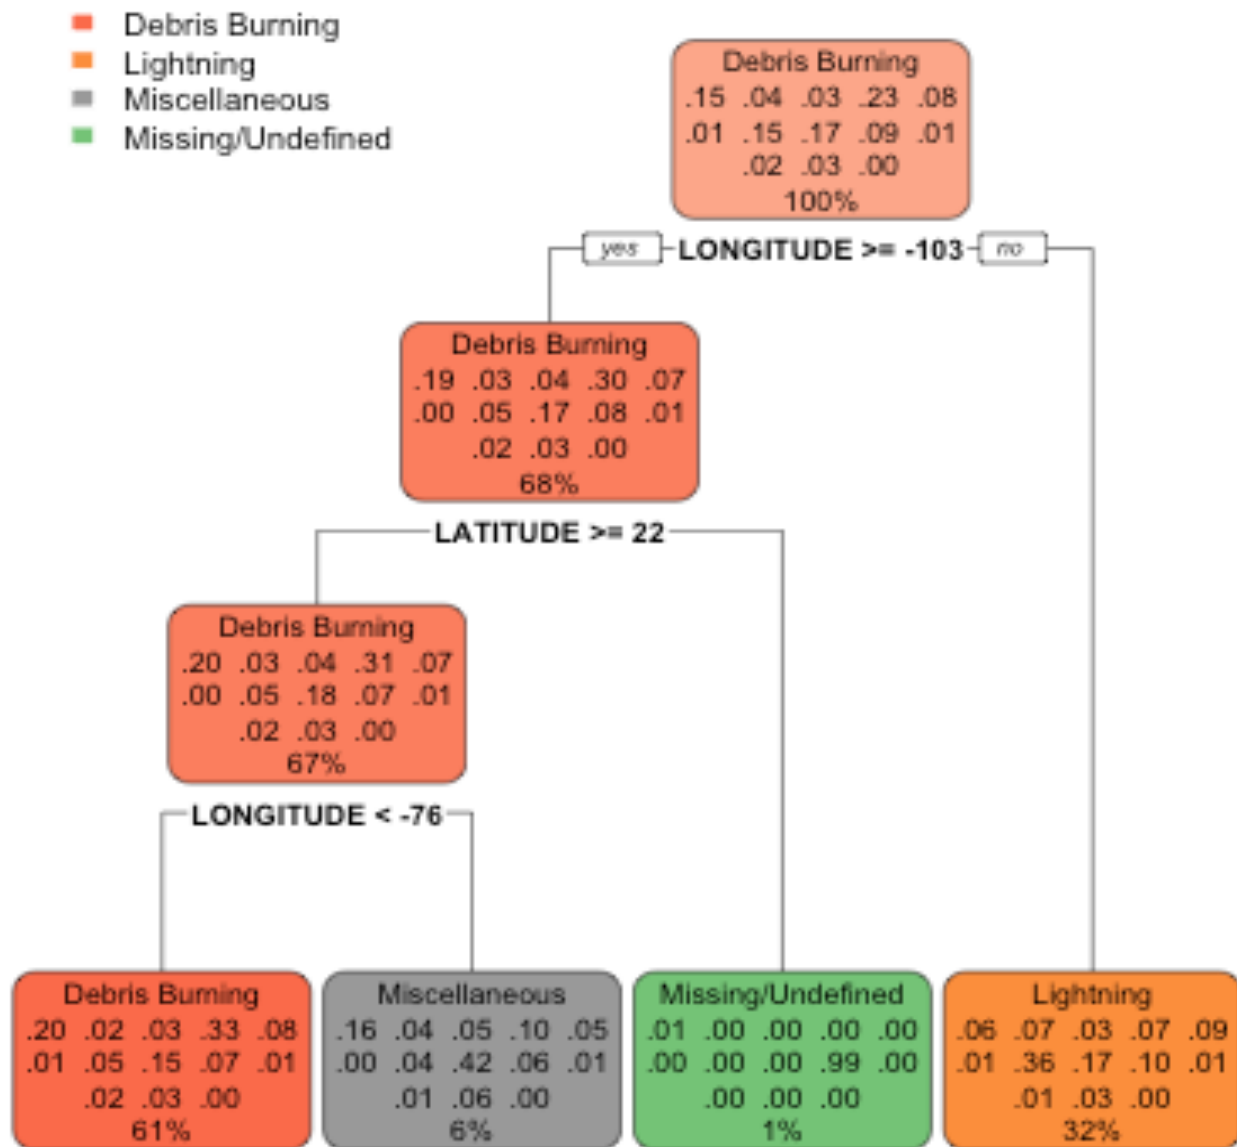 Debris Burning
Lightning
Miscellaneous
Missing/Undefined
Debris Burning
.15 .04 .03 .23 .08
.01 .15 .17 .09 .01
.02 .03 .00
100%
yes LONGITUDE >= -103 no
Debris Burning
.19 .03 .04 .30 .07
.00 .05 .17 .08 .01
.02 .03 .00
68%
LATITUDE >= 22
Debris Burning
.20 .03 .04 .31 .07
.00 .05 .18 .07 .01
.02 .03 .00
67%
LONGITUDE < -76
Debris Burning
.20 .02 .03 .33 .08
.01 .05 .15 .07 .01
.02 .03 .00
61%
Miscellaneous
.16 .04 .05 .10 .05
.00 .04 .42 .06 .01
.01 .06 .00
6%
Missing/Undefined
.01 .00 .00 .00 .00
.00 .00 .00 .99 .00
.00 .00 .00
1%
Lightning
.06 .07 .03 .07 .09
.01 .36 .17 .10 .01
.01 .03 .00
32%